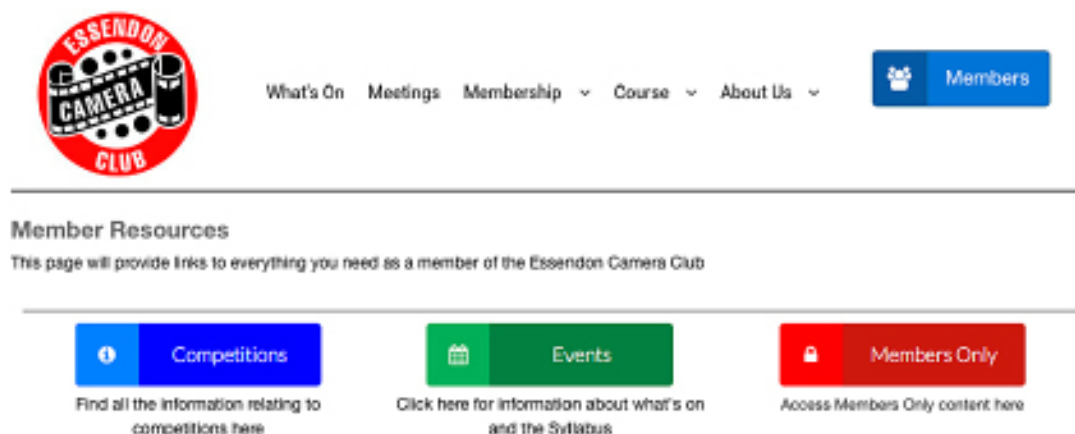 ESSENDON
CAMERA
CLUB
What's On Meetings Membership Course About Us Members
Member Resources
This page will provide links to everything you need as a member of the Essendon Camera Club
Competitions Events Members Only
Find all the information relating to Click here for information about what's on Access Members Only content here
competitions here and the Syllabus